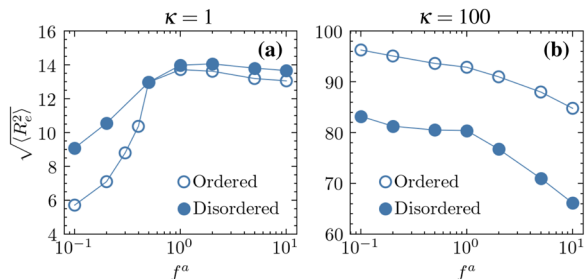 κ = 1
κ = 100
16
14
12
10
8
6
4
√⟨R_e^2⟩
(a)
Ordered
Disordered
10^−1
10^0
10^1
f^a
100
90
80
70
60
(b)
Ordered
Disordered
10^−1
10^0
10^1
f^a